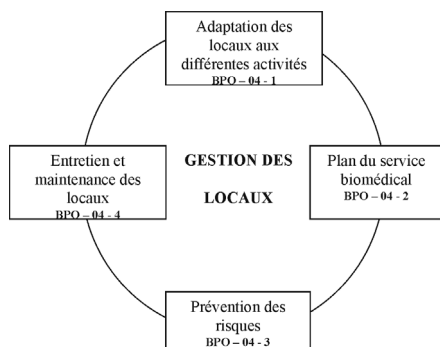 Adaptation des
locaux aux
différentes activités
BPO – 04 - 1
Entretien et
maintenance des
locaux
BPO – 04 - 4
GESTION DES
LOCAUX
Plan du service
biomédical
BPO – 04 - 2
Prévention des
risques
BPO – 04 - 3